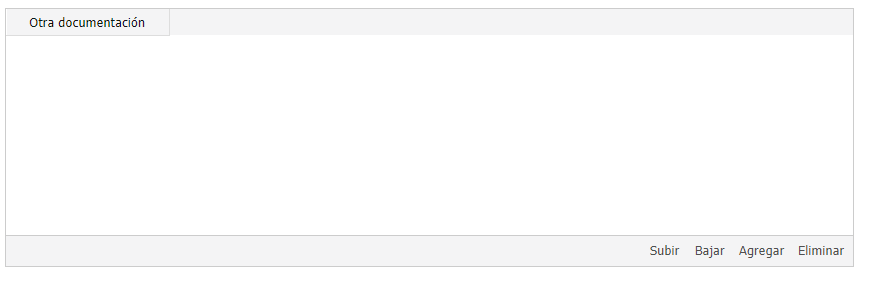 Otra documentación
Subir Bajar Agregar Eliminar